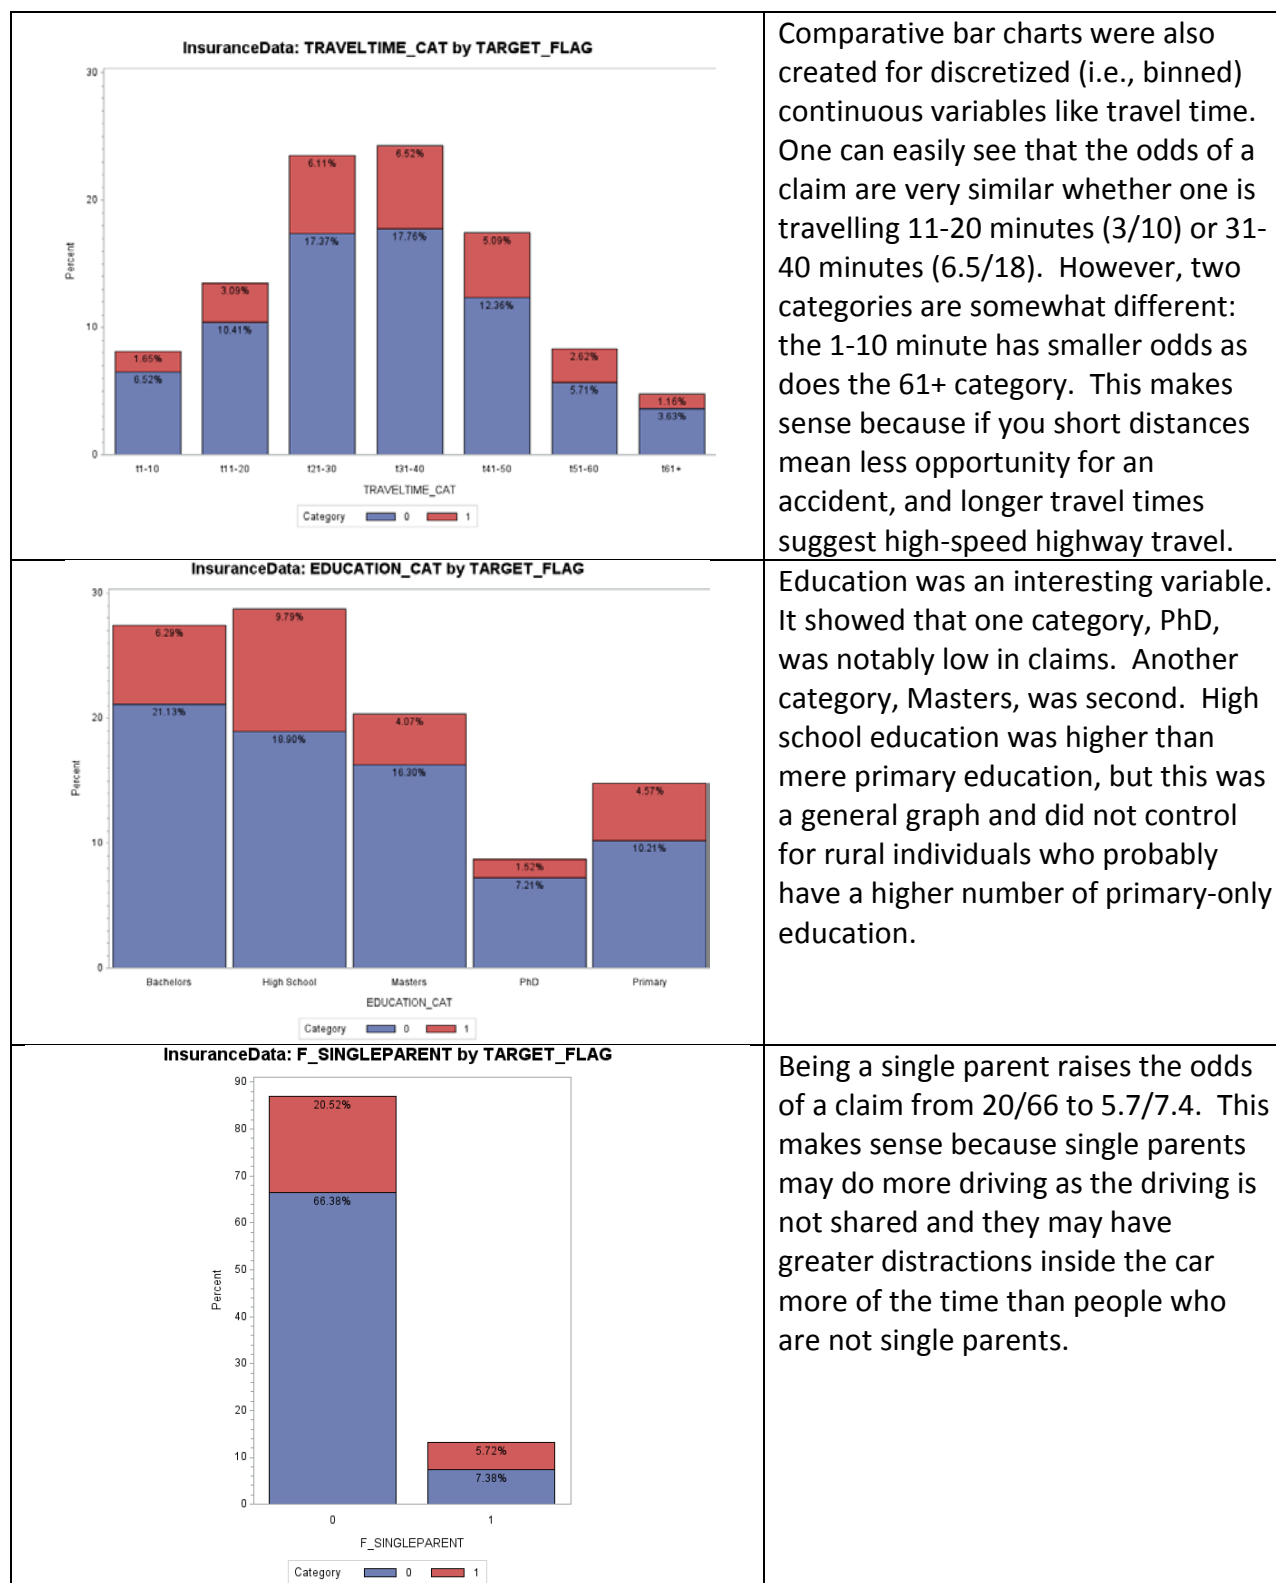 InsuranceData: TRAVELTIME_CAT by TARGET_FLAG
30
20
10
0
Percent
1.65%
6.52%
3.09%
10.41%
6.11%
17.37%
6.52%
17.76%
5.09%
12.36%
2.62%
5.71%
1.16%
3.63%
t1-10 t11-20 t21-30 t31-40 t41-50 t51-60 t61+
TRAVELTIME_CAT
Category 0 1
Comparative bar charts were also
created for discretized (i.e., binned)
continuous variables like travel time.
One can easily see that the odds of a
claim are very similar whether one is
travelling 11-20 minutes (3/10) or 31-
40 minutes (6.5/18).  However, two
categories are somewhat different:
the 1-10 minute has smaller odds as
does the 61+ category.  This makes
sense because if you short distances
mean less opportunity for an
accident, and longer travel times
suggest high-speed highway travel.
InsuranceData: EDUCATION_CAT by TARGET_FLAG
30
20
10
0
Percent
6.29%
21.13%
9.79%
18.90%
4.07%
16.30%
1.52%
7.21%
4.57%
10.21%
Bachelors High School Masters PhD Primary
EDUCATION_CAT
Category 0 1
Education was an interesting variable.
It showed that one category, PhD,
was notably low in claims.  Another
category, Masters, was second.  High
school education was higher than
mere primary education, but this was
a general graph and did not control
for rural individuals who probably
have a higher number of primary-only
education.
InsuranceData: F_SINGLEPARENT by TARGET_FLAG
90
80
70
60
50
40
30
20
10
0
Percent
20.52%
66.38%
5.72%
7.38%
0 1
F_SINGLEPARENT
Category 0 1
Being a single parent raises the odds
of a claim from 20/66 to 5.7/7.4.  This
makes sense because single parents
may do more driving as the driving is
not shared and they may have
greater distractions inside the car
more of the time than people who
are not single parents.